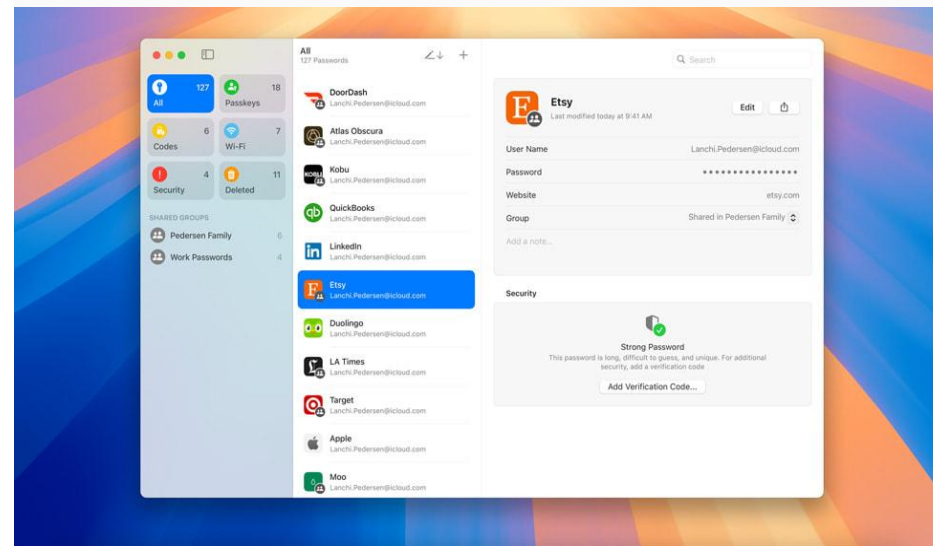 All
127 Passwords
Search
127
All
18
Passkeys
6
Codes
7
Wi-Fi
4
Security
11
Deleted
SHARED GROUPS
Pedersen Family 6
Work Passwords 4
DoorDash
Lanchi.Pedersen@icloud.com
Atlas Obscura
Lanchi.Pedersen@icloud.com
KOBU
Kobu
Lanchi.Pedersen@icloud.com
qb
QuickBooks
Lanchi.Pedersen@icloud.com
in
LinkedIn
Lanchi.Pedersen@icloud.com
E
Etsy
Lanchi.Pedersen@icloud.com
Duolingo
Lanchi.Pedersen@icloud.com
LA Times
Lanchi.Pedersen@icloud.com
Target
Lanchi.Pedersen@icloud.com
Apple
Lanchi.Pedersen@icloud.com
Moo
Lanchi.Pedersen@icloud.com
E
Etsy
Last modified today at 9:41 AM
Edit
User Name Lanchi.Pedersen@icloud.com
Password ••••••••••••••••
Website etsy.com
Group Shared in Pedersen Family
Add a note...
Security
Strong Password
This password is long, difficult to guess, and unique. For additional
security, add a verification code
Add Verification Code...